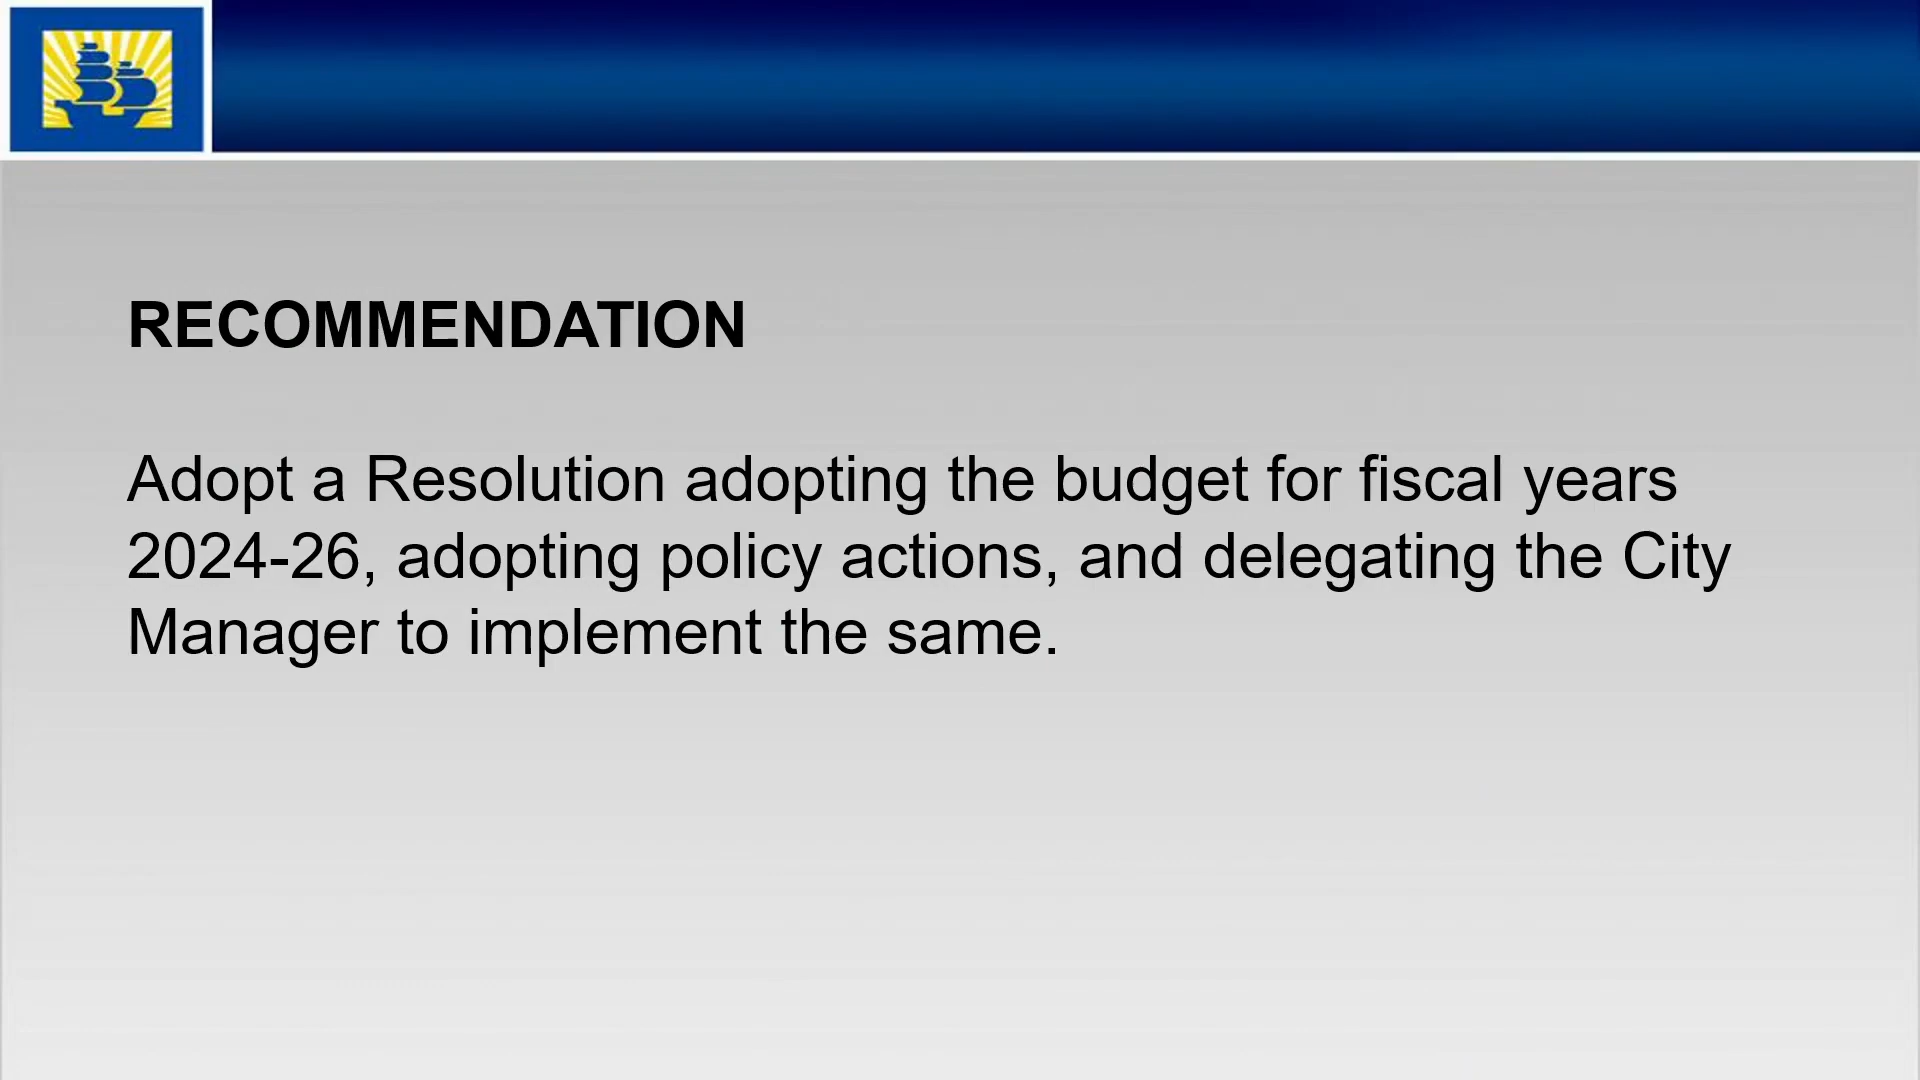 RECOMMENDATION
Adopt a Resolution adopting the budget for fiscal years
2024-26, adopting policy actions, and delegating the City
Manager to implement the same.